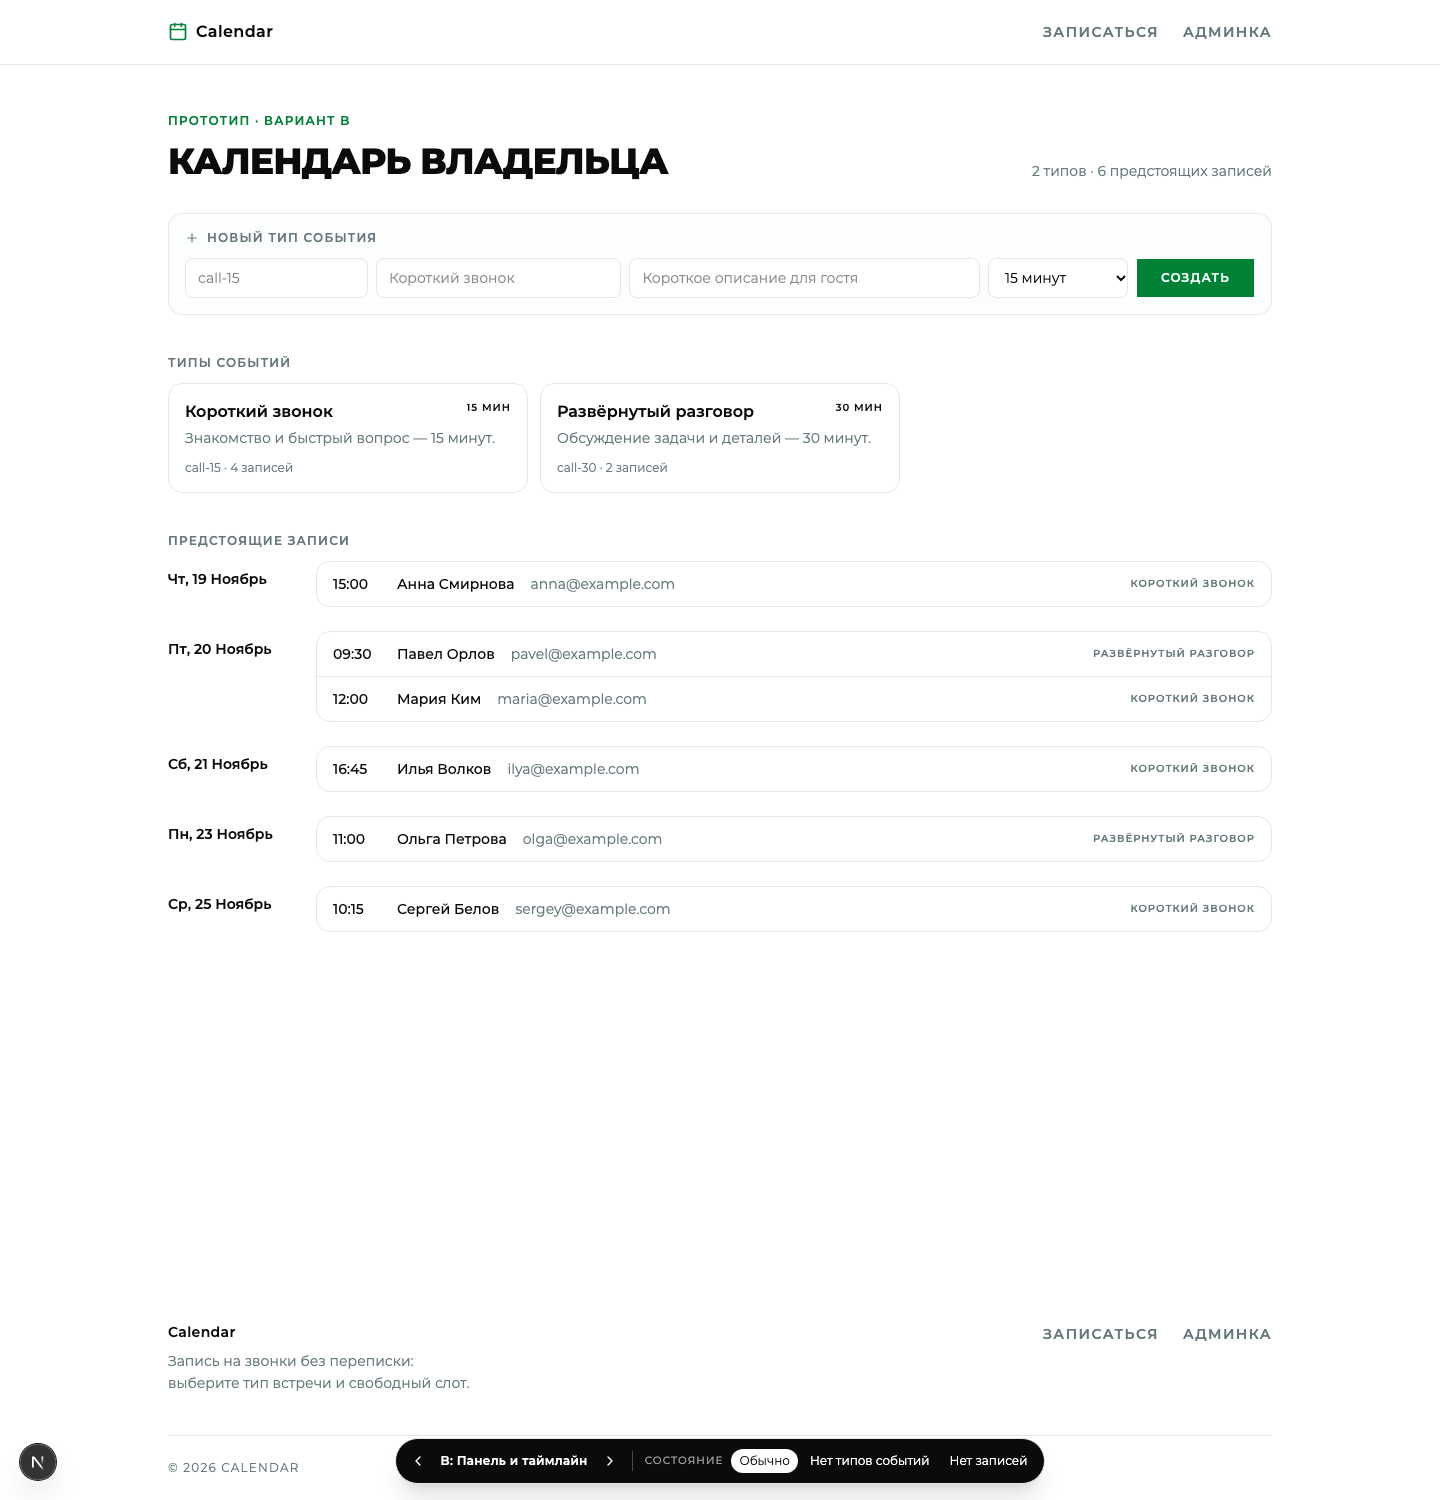 Calendar
ЗАПИСАТЬСЯ АДМИНКА
ПРОТОТИП · ВАРИАНТ B
КАЛЕНДАРЬ ВЛАДЕЛЬЦА
2 типов · 6 предстоящих записей
+ НОВЫЙ ТИП СОБЫТИЯ
call-15 Короткий звонок Короткое описание для гостя 15 минут СОЗДАТЬ
ТИПЫ СОБЫТИЙ
Короткий звонок 15 МИН
Знакомство и быстрый вопрос — 15 минут.
call-15 · 4 записей
Развёрнутый разговор 30 МИН
Обсуждение задачи и деталей — 30 минут.
call-30 · 2 записей
ПРЕДСТОЯЩИЕ ЗАПИСИ
Чт, 19 Ноябрь
15:00 Анна Смирнова anna@example.com КОРОТКИЙ ЗВОНОК
Пт, 20 Ноябрь
09:30 Павел Орлов pavel@example.com РАЗВЁРНУТЫЙ РАЗГОВОР
12:00 Мария Ким maria@example.com КОРОТКИЙ ЗВОНОК
Сб, 21 Ноябрь
16:45 Илья Волков ilya@example.com КОРОТКИЙ ЗВОНОК
Пн, 23 Ноябрь
11:00 Ольга Петрова olga@example.com РАЗВЁРНУТЫЙ РАЗГОВОР
Ср, 25 Ноябрь
10:15 Сергей Белов sergey@example.com КОРОТКИЙ ЗВОНОК
Calendar
ЗАПИСАТЬСЯ АДМИНКА
Запись на звонки без переписки:
выберите тип встречи и свободный слот.
© 2026 CALENDAR
N
B: Панель и таймлайн СОСТОЯНИЕ Обычно Нет типов событий Нет записей